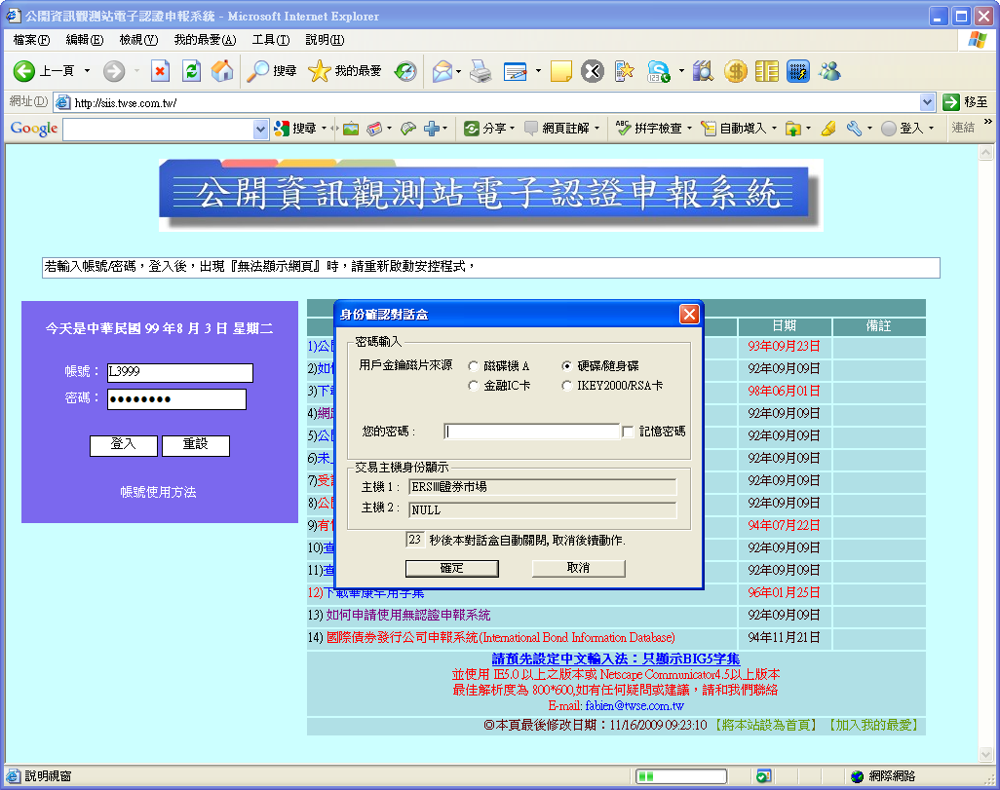 公開資訊觀測站電子認證申報系統 - Microsoft Internet Explorer
檔案(F) 編輯(E) 檢視(V) 我的最愛(A) 工具(T) 說明(H)
上一頁 搜尋 我的最愛
網址(D) http://siis.twse.com.tw/ 移至
Google 搜尋 分享 網頁註解 拼字檢查 自動填入 登入 連結 »
公開資訊觀測站電子認證申報系統
若輸入帳號/密碼，登入後，出現『無法顯示網頁』時，請重新啟動安控程式，
今天是中華民國 99 年8 月 3 日 星期二
帳號： L3999
密碼： ●●●●●●●●
登入 重設
帳號使用方法
身份確認對話盒
密碼輸入
用戶金鑰磁片來源 磁碟機 A 硬碟/隨身碟
金融IC卡 IKEY2000/RSA卡
您的密碼： 記憶密碼
交易主機身份顯示
主機 1： ERSIII證券市場
主機 2： NULL
23 秒後本對話盒自動關閉, 取消後續動作.
確定 取消
日期 備註
1)公 93年09月23日
2)如 92年09月09日
3)下 98年06月01日
4)網 92年09月09日
5)公 92年09月09日
6)未 92年09月09日
7)受 92年09月09日
8)公 92年09月09日
9)有 94年07月22日
10)查 92年09月09日
11)查 92年09月09日
12)下載華康罕用字集 96年01月25日
13) 如何申請使用無認證申報系統 92年09月09日
14) 國際債券發行公司申報系統(International Bond Information Database) 94年11月21日
請預先設定中文輸入法：只顯示BIG5字集
並使用 IE5.0 以上之版本或 Netscape Communicator4.5以上版本
最佳解析度為 800*600,如有任何疑問或建議，請和我們聯絡
E-mail: fabien@twse.com.tw
◎本頁最後修改日期：11/16/2009 09:23:10 【將本站設為首頁】 【加入我的最愛】
說明視窗 網際網路